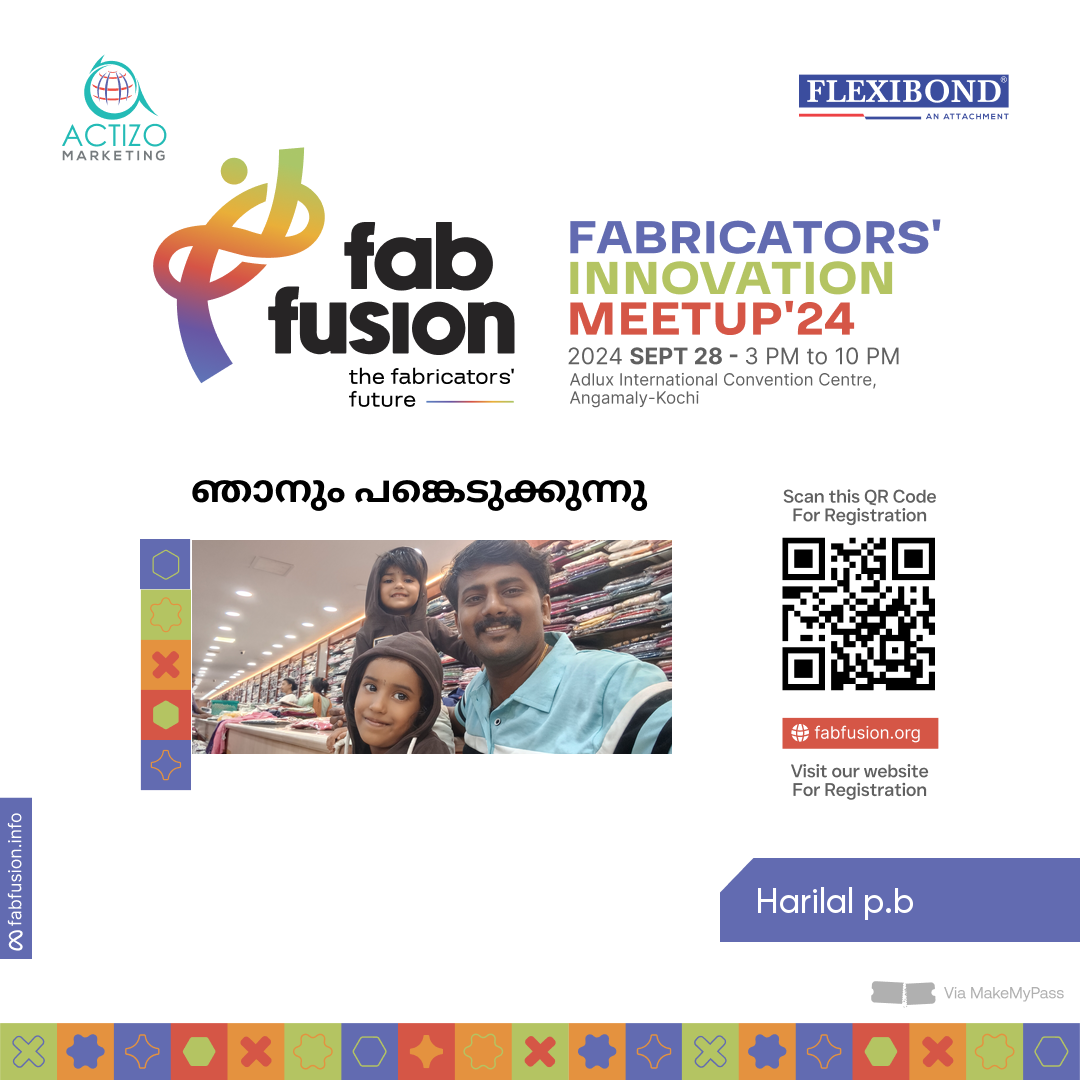 ACTIZO
MARKETING
FLEXIBOND®
AN ATTACHMENT
fab
fusion
the fabricators'
future
FABRICATORS'
INNOVATION
MEETUP'24
2024 SEPT 28 - 3 PM to 10 PM
Adlux International Convention Centre,
Angamaly-Kochi
ഞാനും പങ്കെടുക്കുന്നു
Scan this QR Code
For Registration
fabfusion.org
Visit our website
For Registration
fabfusion.info
Harilal p.b
Via MakeMyPass